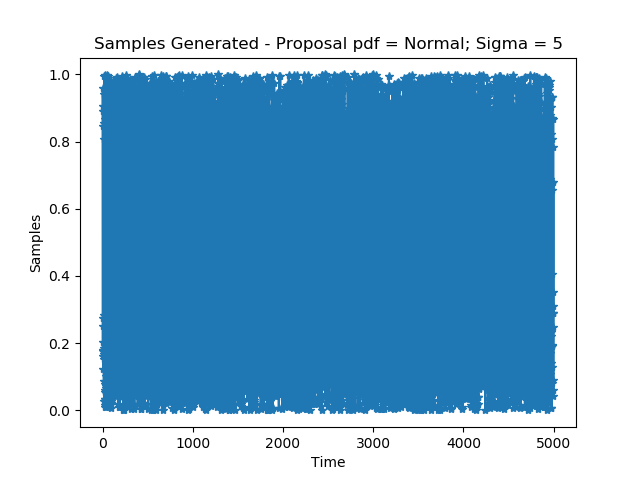 Samples Generated - Proposal pdf = Normal; Sigma = 5
1.0
0.8
0.6
0.4
0.2
0.0
Samples
0 1000 2000 3000 4000 5000
Time